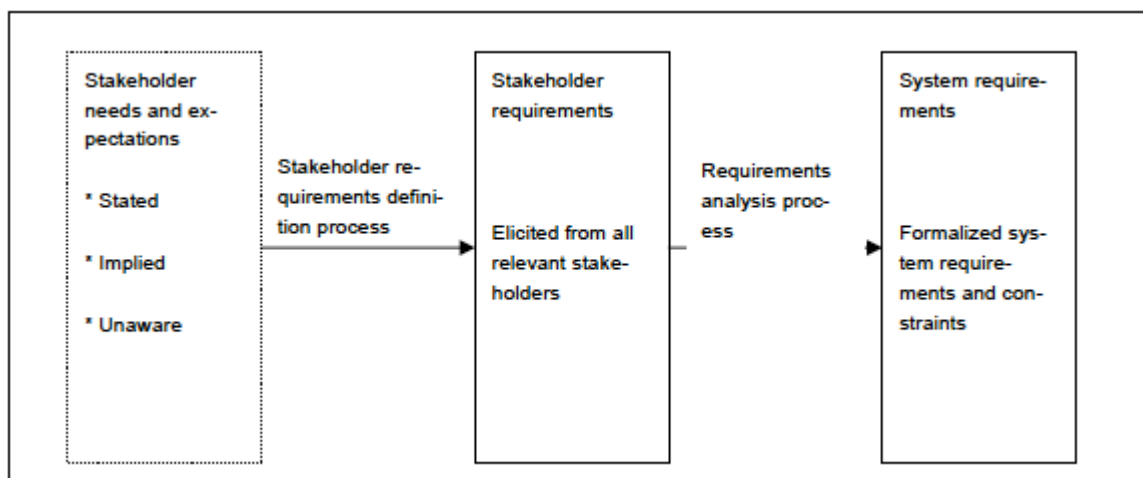 Stakeholder
needs and ex-
pectations
* Stated
* Implied
* Unaware
Stakeholder re-
quirements defini-
tion process
Stakeholder
requirements
Elicited from all
relevant stake-
holders
Requirements
analysis proc-
ess
System require-
ments
Formalized sys-
tem require-
ments and con-
straints